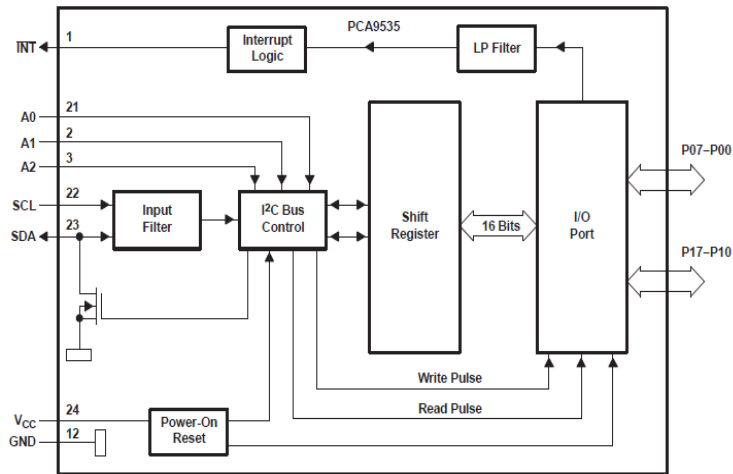 PCA9535
INT
1
Interrupt
Logic
LP Filter
A0
21
A1
2
A2
3
SCL
22
SDA
23
Input
Filter
I²C Bus
Control
Shift
Register
16 Bits
I/O
Port
P07–P00
P17–P10
Write Pulse
Read Pulse
VCC
24
GND
12
Power-On
Reset